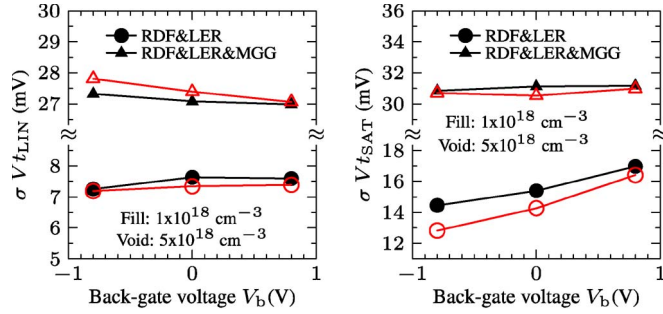 30
29
28
27
8
7
6
5
σ Vt_LIN (mV)
RDF&LER
RDF&LER&MGG
Fill: 1x10^18 cm^−3
Void: 5x10^18 cm^−3
−1
0
1
Back-gate voltage V_b(V)
36
34
32
30
18
16
14
12
σ Vt_SAT (mV)
RDF&LER
RDF&LER&MGG
Fill: 1x10^18 cm^−3
Void: 5x10^18 cm^−3
−1
0
1
Back-gate voltage V_b(V)